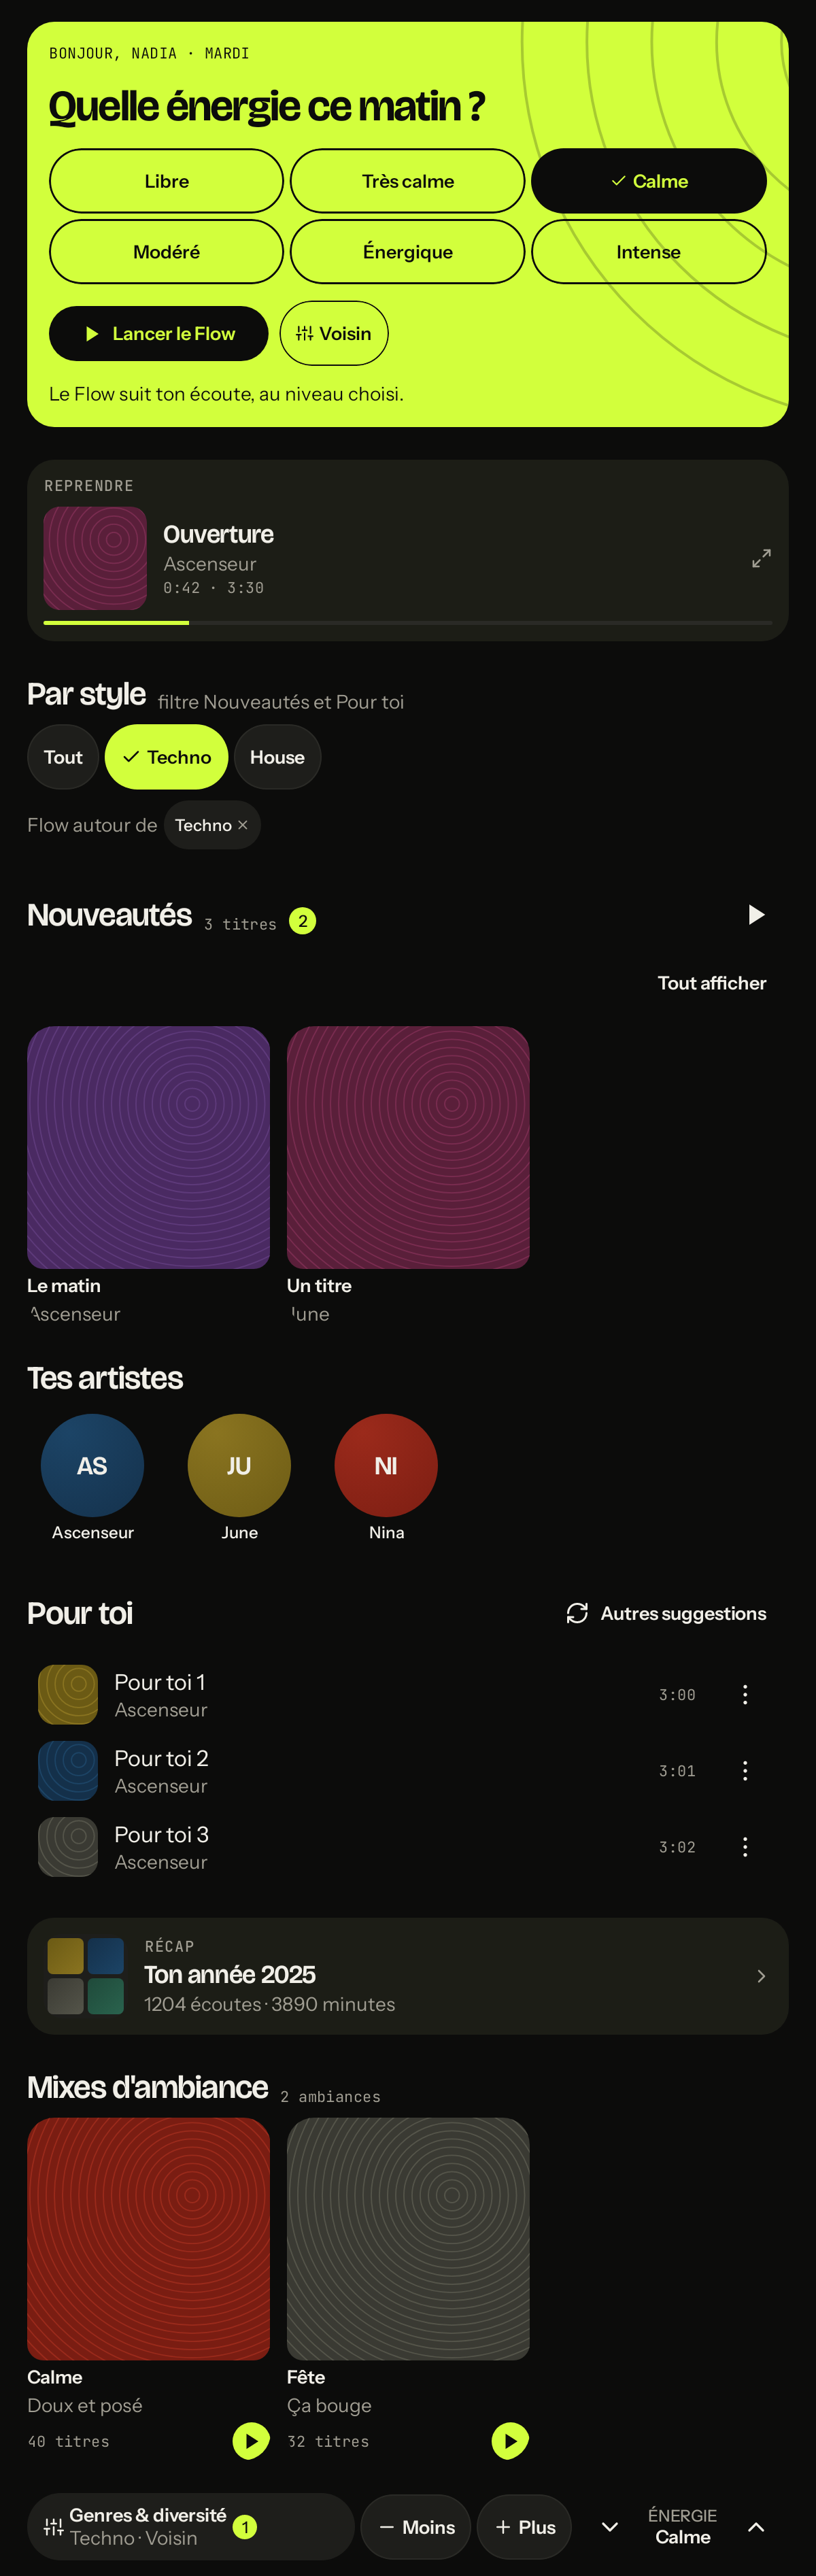 BONJOUR, NADIA · MARDI
Quelle énergie ce matin ?
Libre
Très calme
Calme
Modéré
Énergique
Intense
Lancer le Flow
Voisin
Le Flow suit ton écoute, au niveau choisi.
REPRENDRE
Ouverture
Ascenseur
0:42 · 3:30
Par style filtre Nouveautés et Pour toi
Tout
Techno
House
Flow autour de Techno ×
Nouveautés 3 titres 2
Tout afficher
Le matin
Ascenseur
Un titre
June
Tes artistes
AS
Ascenseur
JU
June
NI
Nina
Pour toi
Autres suggestions
Pour toi 1
Ascenseur
3:00
Pour toi 2
Ascenseur
3:01
Pour toi 3
Ascenseur
3:02
RÉCAP
Ton année 2025
1204 écoutes · 3890 minutes
Mixes d'ambiance 2 ambiances
Calme
Doux et posé
40 titres
Fête
Ça bouge
32 titres
Genres & diversité
Techno · Voisin
1
Moins
Plus
ÉNERGIE
Calme